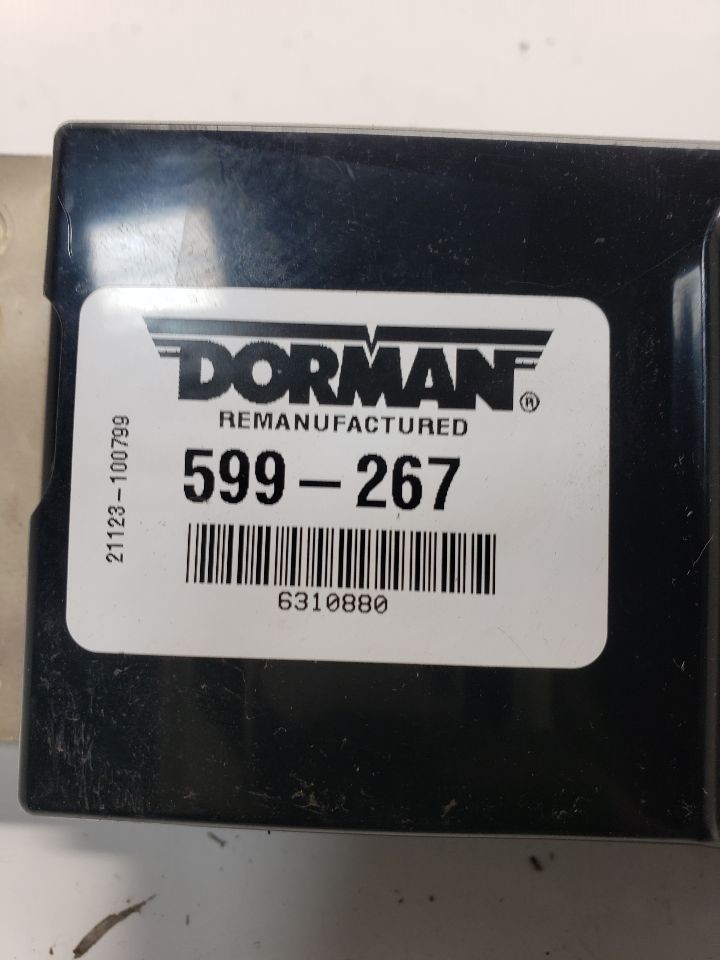 DORMAN®
REMANUFACTURED
599-267
6310880
21123-100799